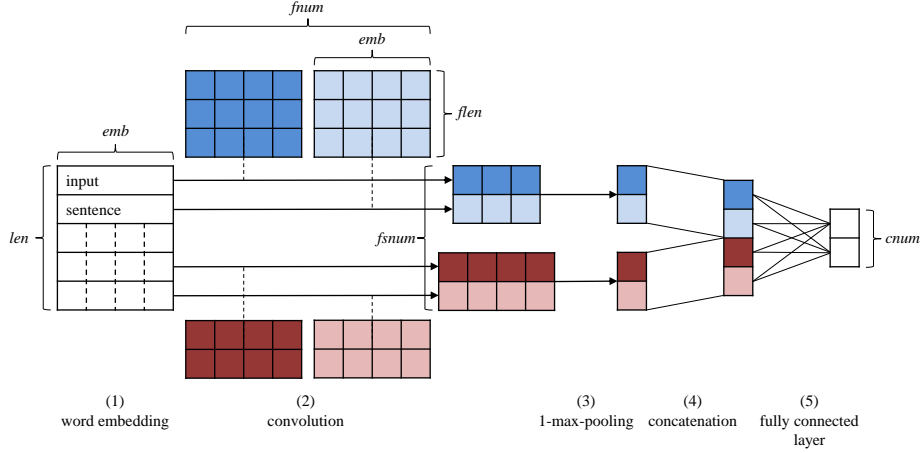 fnum
emb
flen
emb
input
sentence
len
fsnum
cnum
(1)
word embedding
(2)
convolution
(3)
1-max-pooling
(4)
concatenation
(5)
fully connected
layer